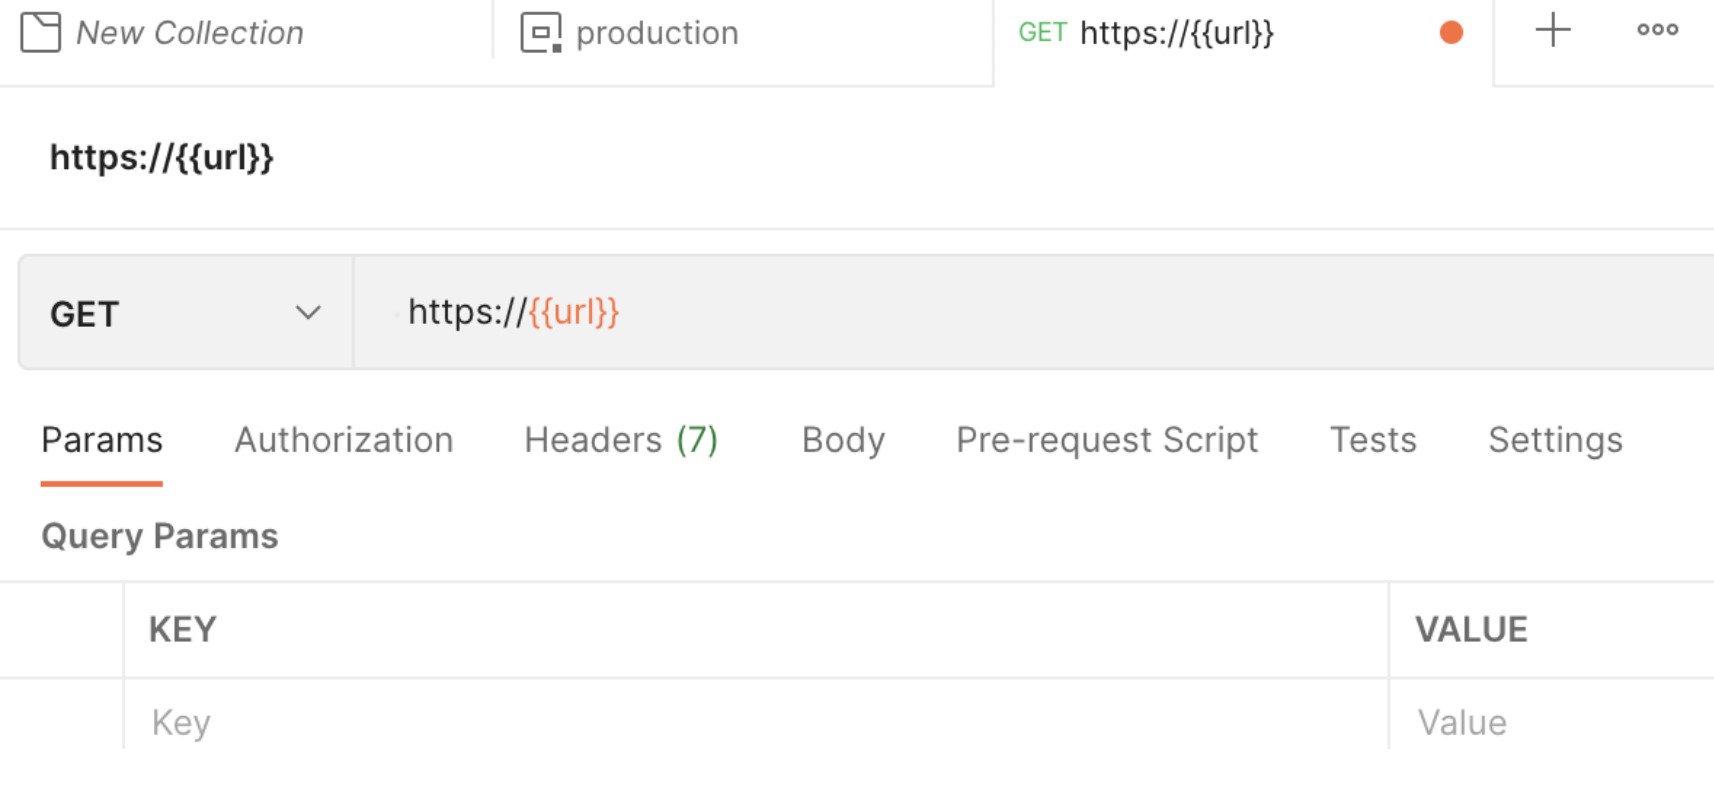 New Collection
production
GET https://{{url}}
https://{{url}}
GET
https://{{url}}
Params Authorization Headers (7) Body Pre-request Script Tests Settings
Query Params
KEY VALUE
Key Value